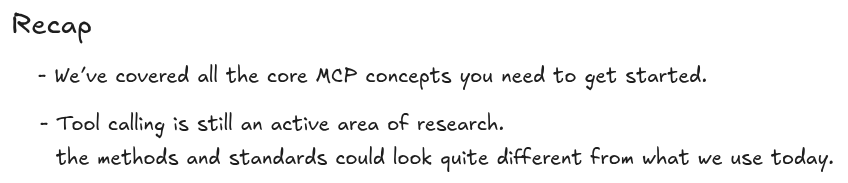 Recap
- We've covered all the core MCP concepts you need to get started.
- Tool calling is still an active area of research.
the methods and standards could look quite different from what we use today.